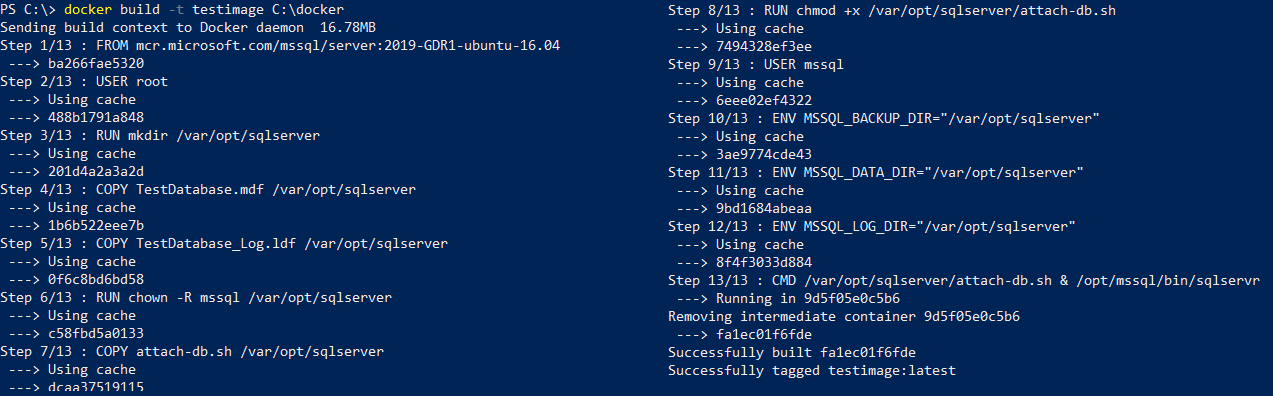 PS C:\> docker build -t testimage C:\docker
Sending build context to Docker daemon  16.78MB
Step 1/13 : FROM mcr.microsoft.com/mssql/server:2019-GDR1-ubuntu-16.04
 ---> ba266fae5320
Step 2/13 : USER root
 ---> Using cache
 ---> 488b1791a848
Step 3/13 : RUN mkdir /var/opt/sqlserver
 ---> Using cache
 ---> 201d4a2a3a2d
Step 4/13 : COPY TestDatabase.mdf /var/opt/sqlserver
 ---> Using cache
 ---> 1b6b522eee7b
Step 5/13 : COPY TestDatabase_Log.ldf /var/opt/sqlserver
 ---> Using cache
 ---> 0f6c8bd6bd58
Step 6/13 : RUN chown -R mssql /var/opt/sqlserver
 ---> Using cache
 ---> c58fbd5a0133
Step 7/13 : COPY attach-db.sh /var/opt/sqlserver
 ---> Using cache
 ---> dcaa37519115
Step 8/13 : RUN chmod +x /var/opt/sqlserver/attach-db.sh
 ---> Using cache
 ---> 7494328ef3ee
Step 9/13 : USER mssql
 ---> Using cache
 ---> 6eee02ef4322
Step 10/13 : ENV MSSQL_BACKUP_DIR="/var/opt/sqlserver"
 ---> Using cache
 ---> 3ae9774cde43
Step 11/13 : ENV MSSQL_DATA_DIR="/var/opt/sqlserver"
 ---> Using cache
 ---> 9bd1684abeaa
Step 12/13 : ENV MSSQL_LOG_DIR="/var/opt/sqlserver"
 ---> Using cache
 ---> 8f4f3033d884
Step 13/13 : CMD /var/opt/sqlserver/attach-db.sh & /opt/mssql/bin/sqlservr
 ---> Running in 9d5f05e0c5b6
Removing intermediate container 9d5f05e0c5b6
 ---> fa1ec01f6fde
Successfully built fa1ec01f6fde
Successfully tagged testimage:latest